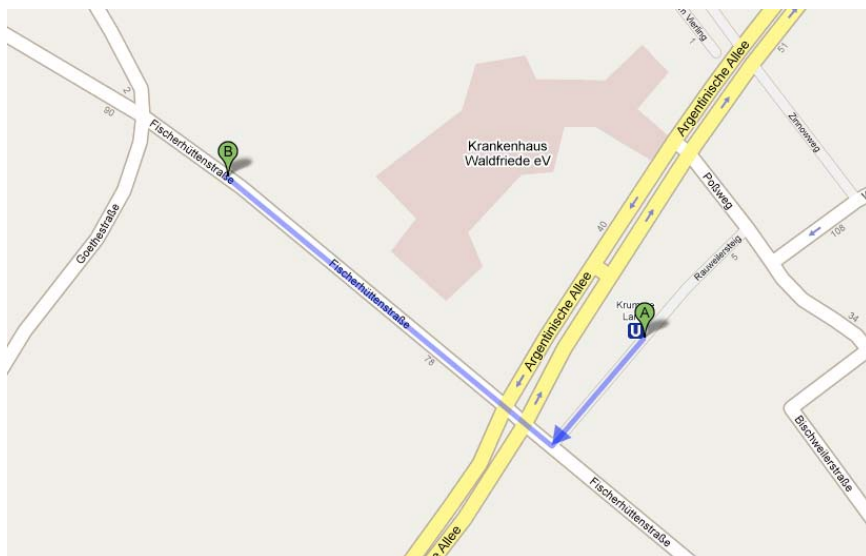 Vierling
1
51
Argentinische Allee
Zinnowweg
2
90
Fischerhüttenstraße
B
Krankenhaus
Waldfriede eV
Poßweg
108
40
Rauweilersteig
5
Goethestraße
Fischerhüttenstraße
A
U
34
Argentinische Allee
78
Bischweilerstraße
Fischerhüttenstraße
Allee